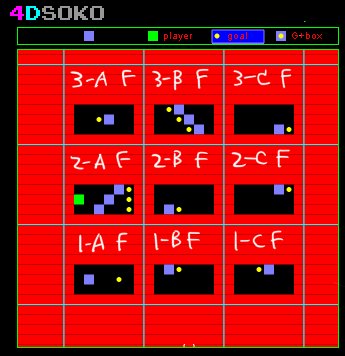 4DSOKO
player goal G+box
3-A F 3-B F 3-C F
2-A F 2-B F 2-C F
1-A F 1-B F 1-C F